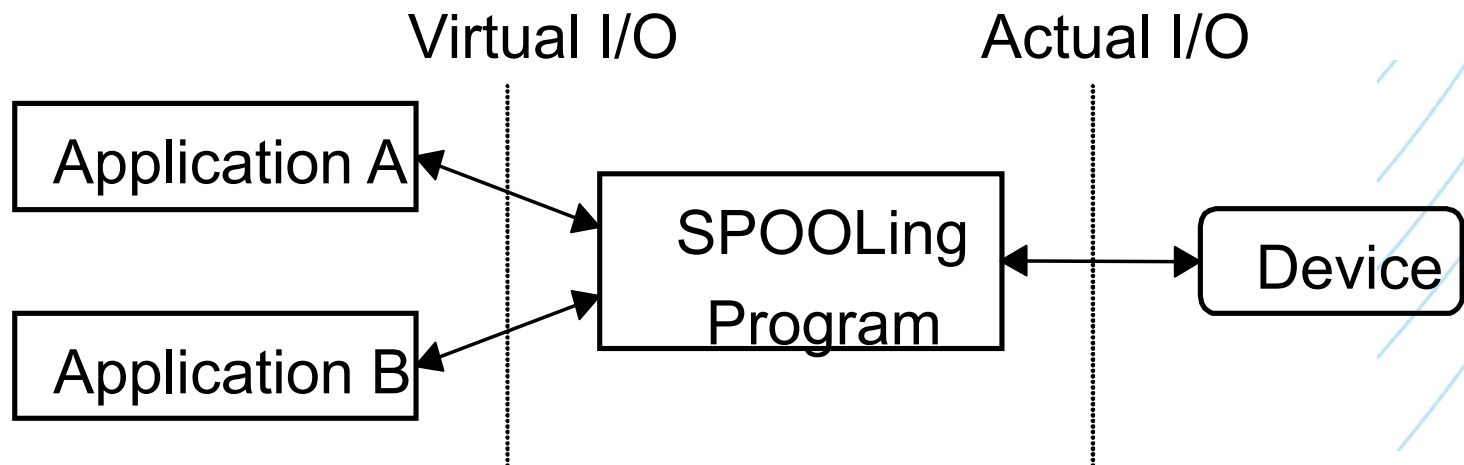 Virtual I/O
Actual I/O
Application A
SPOOLing
Program
Device
Application B